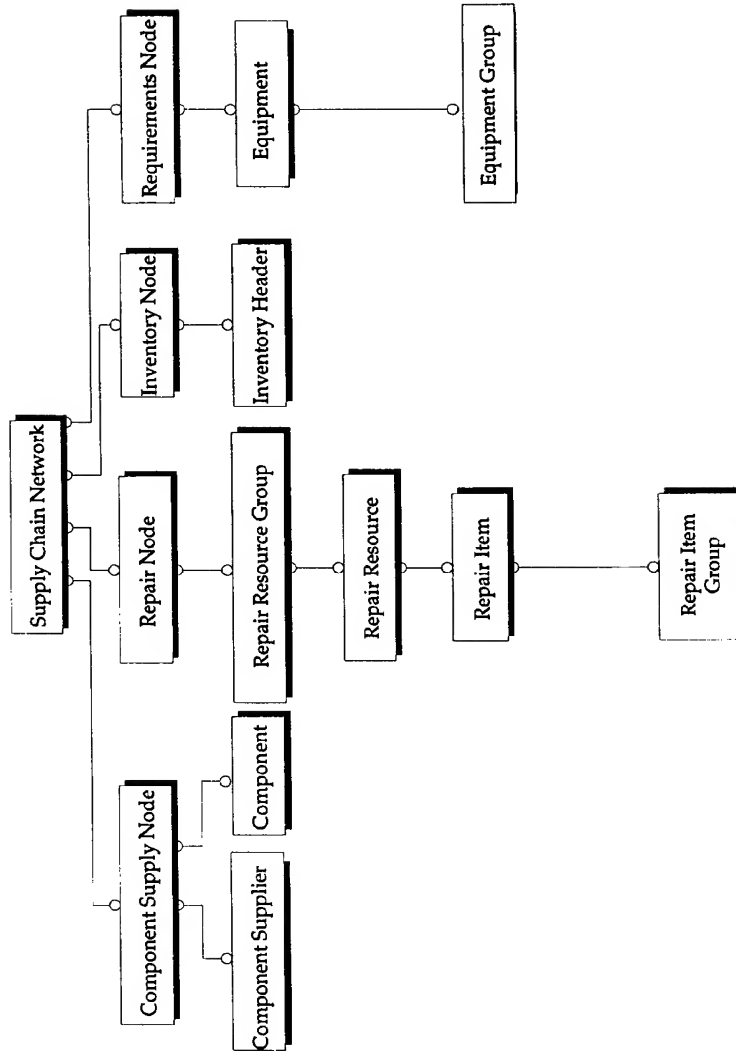 Supply Chain Network
Component Supply Node
Repair Node
Inventory Node
Requirements Node
Component Supplier
Component
Repair Resource Group
Inventory Header
Equipment
Repair Resource
Repair Item
Equipment Group
Repair Item
Group